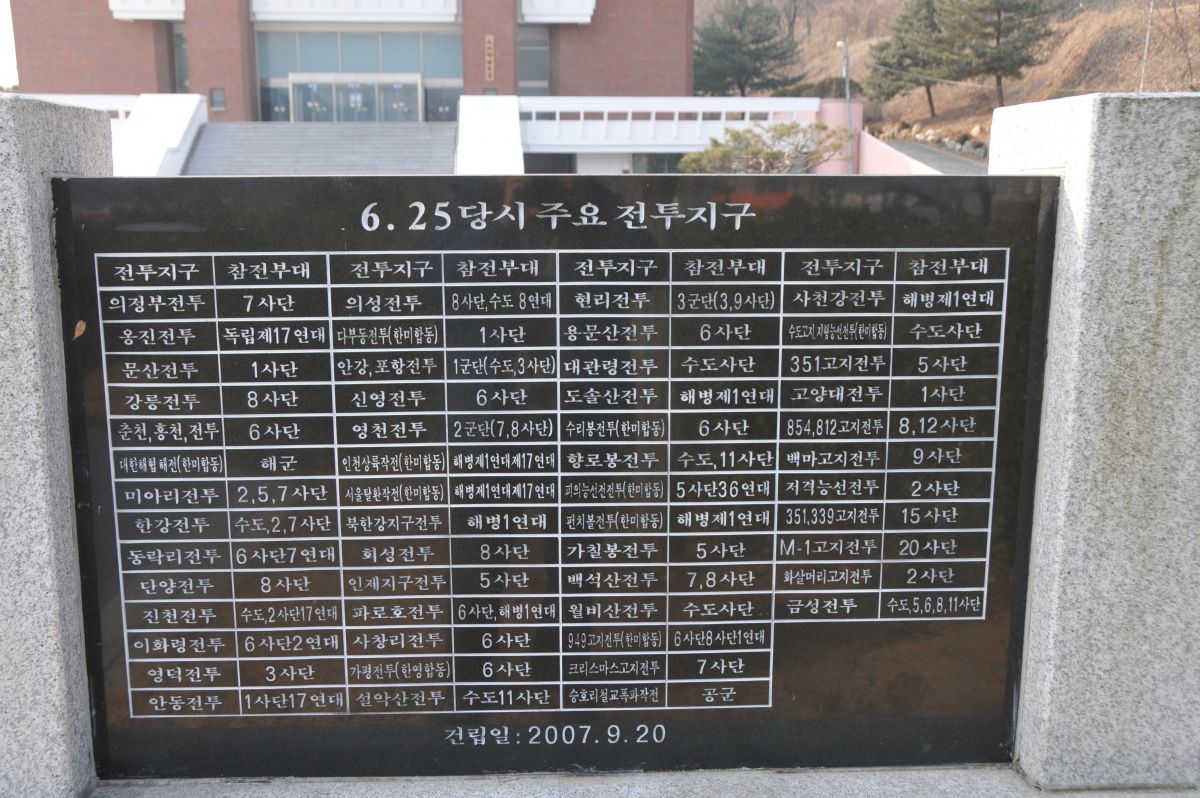 6.25당시 주요 전투지구
전투지구 참전부대 전투지구 참전부대 전투지구 참전부대 전투지구 참전부대
의정부전투 7사단 의성전투 8사단,수도 8연대 현리전투 3군단(3,9사단) 사천강전투 해병제1연대
옹진전투 독립제17연대 다부동전투(한미합동) 1사단 용문산전투 6사단 수도고지,지형능선전투(한미합동) 수도사단
문산전투 1사단 안강,포항전투 1군단(수도,3사단) 대관령전투 수도사단 351고지전투 5사단
강릉전투 8사단 신영전투 6사단 도솔산전투 해병제1연대 고양대전투 1사단
춘천,홍천,전투 6사단 영천전투 2군단(7,8사단) 수리봉전투(한미합동) 6사단 854,812고지전투 8,12사단
대한해협해전(한미합동) 해군 인천상륙작전(한미합동) 해병제1연대제17연대 향로봉전투 수도,11사단 백마고지전투 9사단
미아리전투 2,5,7사단 서울탈환작전(한미합동) 해병제1연대제17연대 피의능선전전투(한미합동) 5사단36연대 저격능선전투 2사단
한강전투 수도,2,7사단 북한강지구전투 해병1연대 펀치볼전투(한미합동) 해병제1연대 351,339고지전투 15사단
동락리전투 6사단7연대 횡성전투 8사단 가칠봉전투 5사단 M-1고지전투 20사단
단양전투 8사단 인제지구전투 5사단 백석산전투 7,8사단 화살머리고지전투 2사단
진천전투 수도,2사단17연대 파로호전투 6사단,해병1연대 월비산전투 수도사단 금성전투 수도,5,6,8,11사단
이화령전투 6사단2연대 사창리전투 6사단 949고지전투(한미합동) 6사단8사단1연대
영덕전투 3사단 가평전투(한영합동) 6사단 크리스마스고지전투 7사단
안동전투 1사단17연대 설악산전투 수도11사단 승호리철교폭파작전 공군
건립일:2007.9.20